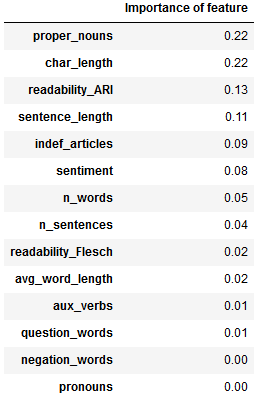 Importance of feature
proper_nouns 0.22
char_length 0.22
readability_ARI 0.13
sentence_length 0.11
indef_articles 0.09
sentiment 0.08
n_words 0.05
n_sentences 0.04
readability_Flesch 0.02
avg_word_length 0.02
aux_verbs 0.01
question_words 0.01
negation_words 0.00
pronouns 0.00